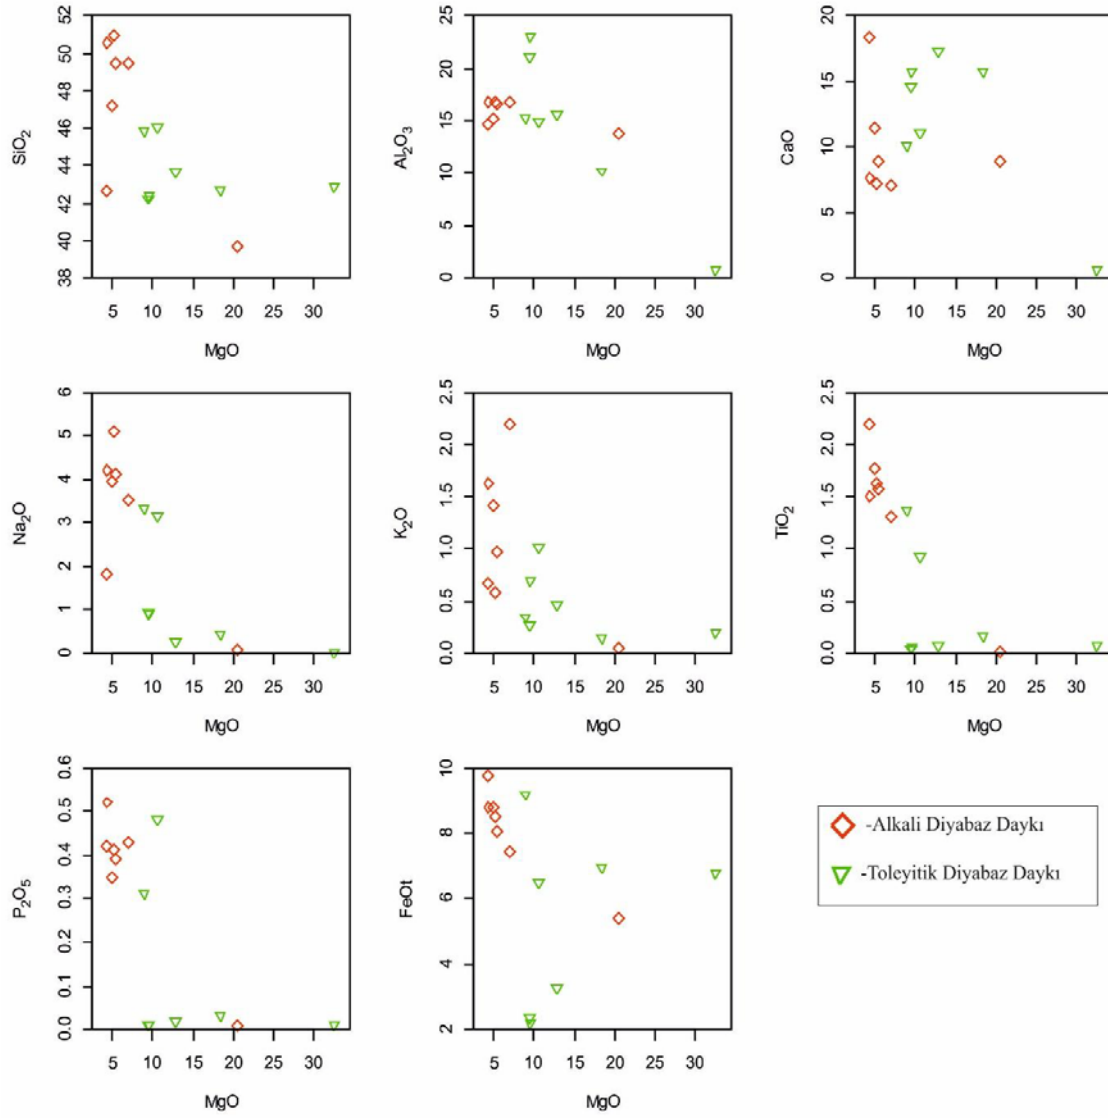 52
50
48
46
44
42
40
38
SiO2
5 10 15 20 25 30
MgO
25
20
15
10
5
0
Al2O3
5 10 15 20 25 30
MgO
20
15
10
5
0
CaO
5 10 15 20 25 30
MgO
6
5
4
3
2
1
0
Na2O
5 10 15 20 25 30
MgO
2.5
2.0
1.5
1.0
0.5
0.0
K2O
5 10 15 20 25 30
MgO
2.5
2.0
1.5
1.0
0.5
0.0
TiO2
5 10 15 20 25 30
MgO
0.6
0.5
0.4
0.3
0.2
0.1
0.0
P2O5
5 10 15 20 25 30
MgO
10
8
6
4
2
FeOt
5 10 15 20 25 30
MgO
-Alkali Diyabaz Daykı
-Toleyitik Diyabaz Daykı